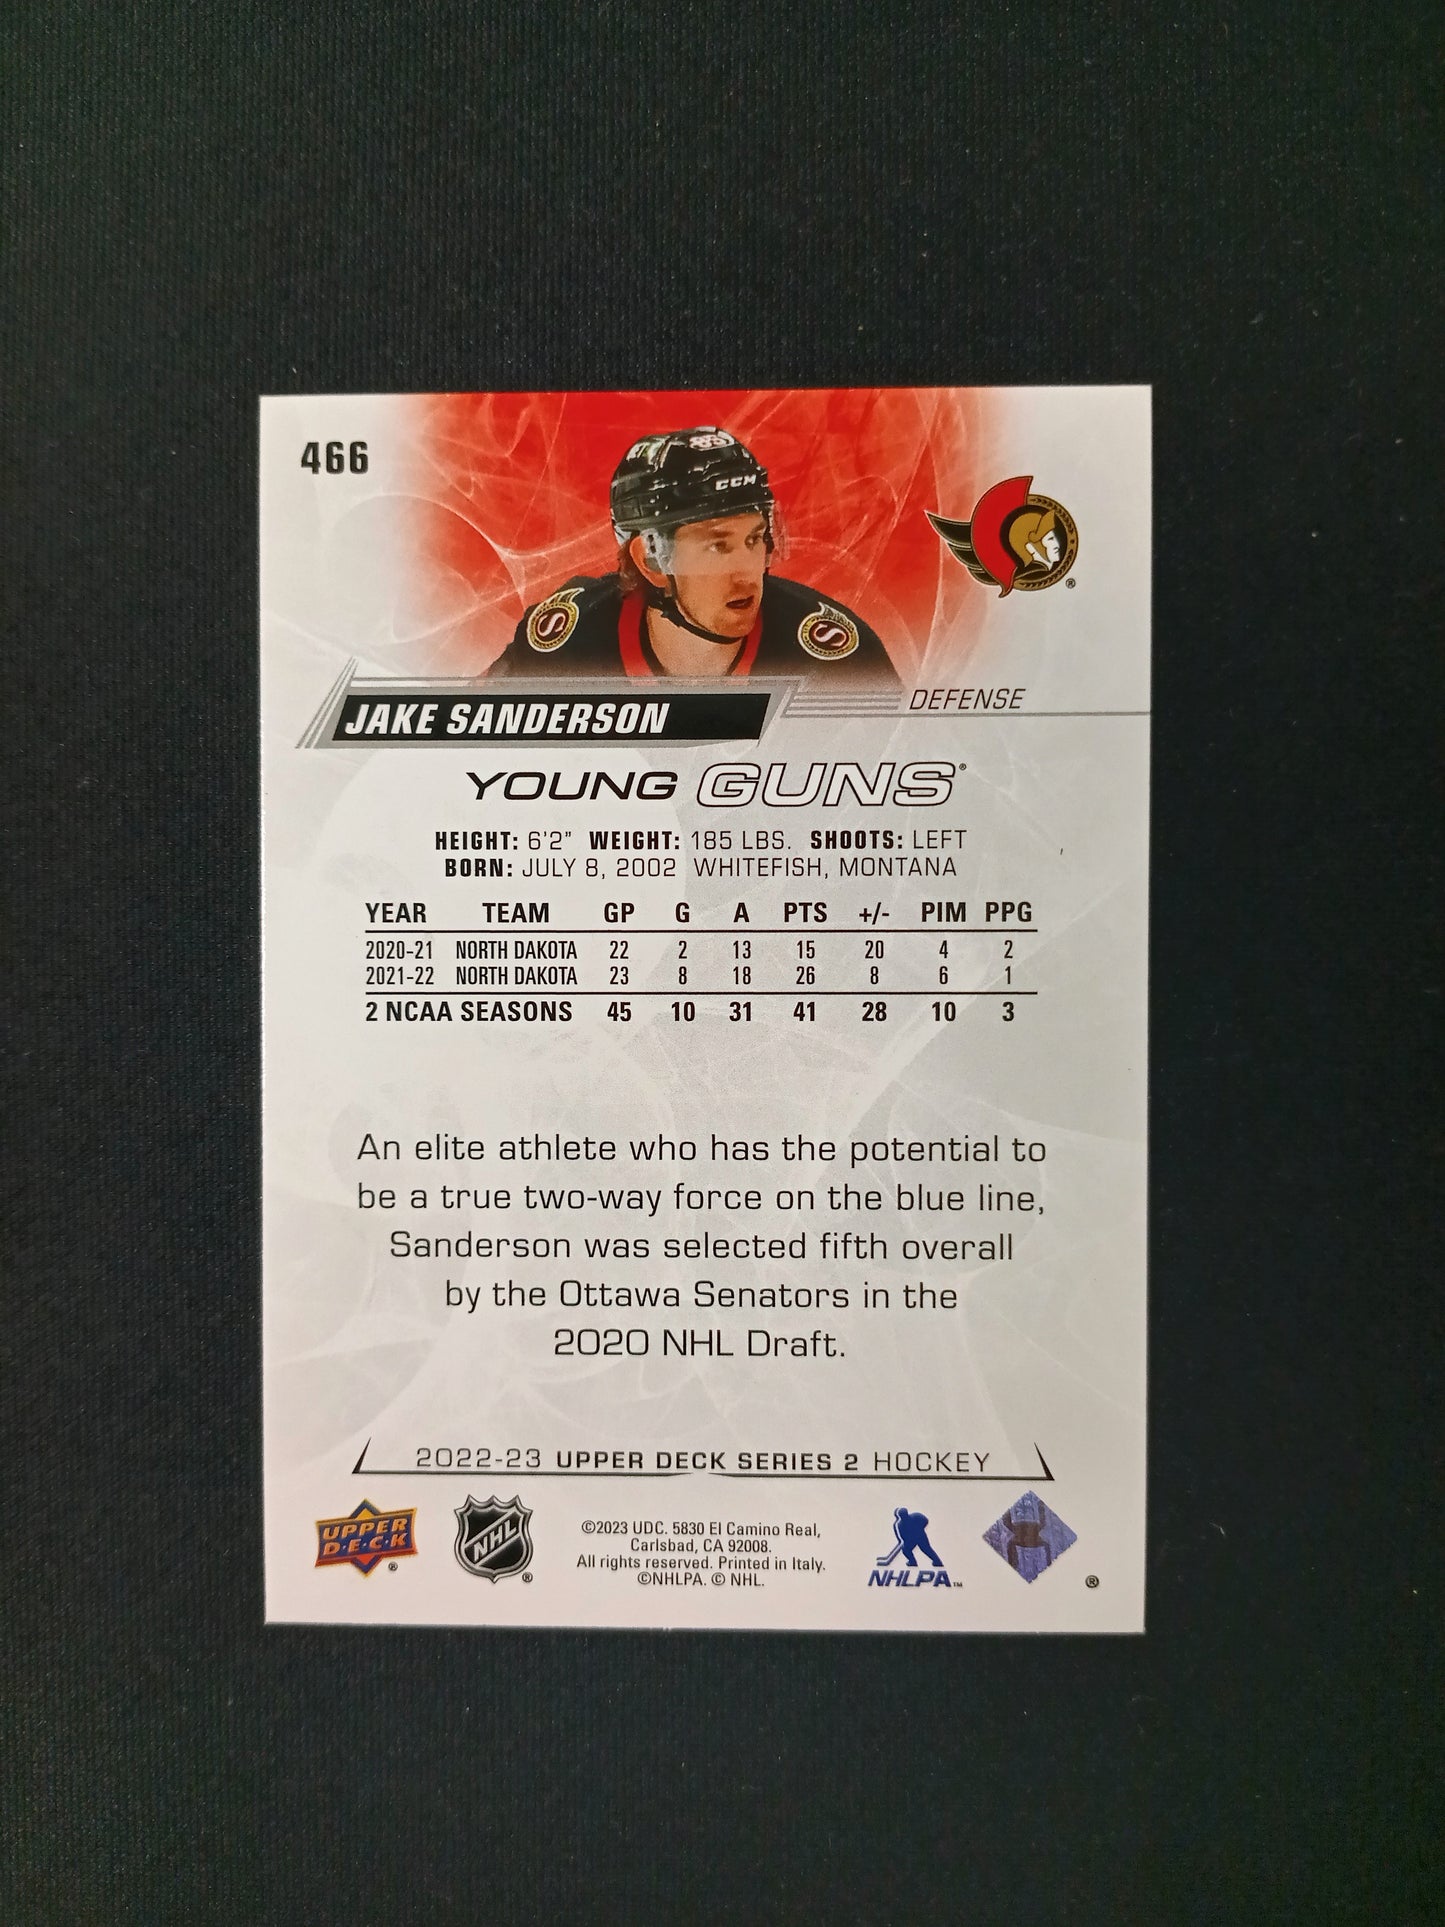 466
85
CCM
S S
JAKE SANDERSON
DEFENSE
YOUNG GUNS®
HEIGHT: 6'2" WEIGHT: 185 LBS. SHOOTS: LEFT
BORN: JULY 8, 2002 WHITEFISH, MONTANA
YEAR TEAM GP G A PTS +/- PIM PPG
2020-21 NORTH DAKOTA 22 2 13 15 20 4 2
2021-22 NORTH DAKOTA 23 8 18 26 8 6 1
2 NCAA SEASONS 45 10 31 41 28 10 3
An elite athlete who has the potential to
be a true two-way force on the blue line,
Sanderson was selected fifth overall
by the Ottawa Senators in the
2020 NHL Draft.
2022-23 UPPER DECK SERIES 2 HOCKEY
UPPER
D·E·C·K ®
NHL ®
©2023 UDC. 5830 El Camino Real,
Carlsbad, CA 92008.
All rights reserved. Printed in Italy.
©NHLPA. © NHL.
NHLPA™
®